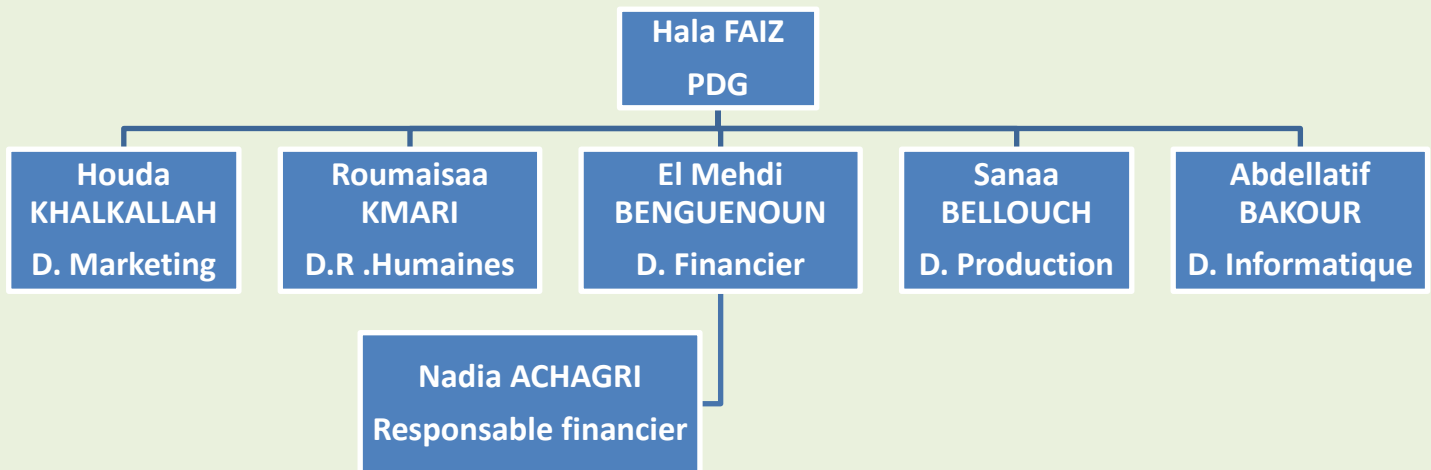 Hala FAIZ
PDG
Houda
KHALKALLAH
D. Marketing
Roumaisaa
KMARI
D.R .Humaines
El Mehdi
BENGUENOUN
D. Financier
Sanaa
BELLOUCH
D. Production
Abdellatif
BAKOUR
D. Informatique
Nadia ACHAGRI
Responsable financier